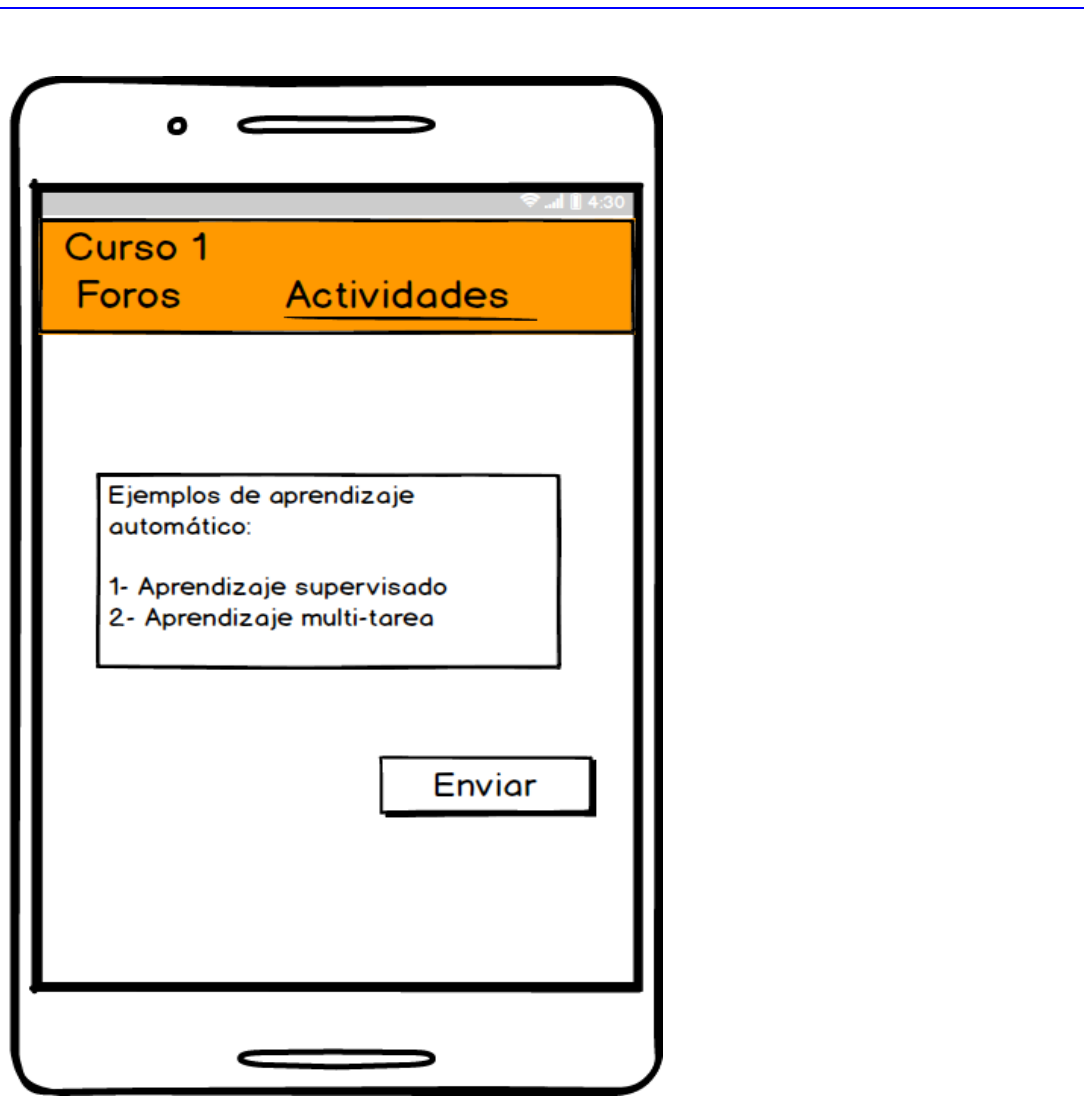 4:30
Curso 1
Foros Actividades
Ejemplos de aprendizaje
automático:
1- Aprendizaje supervisado
2- Aprendizaje multi-tarea
Enviar